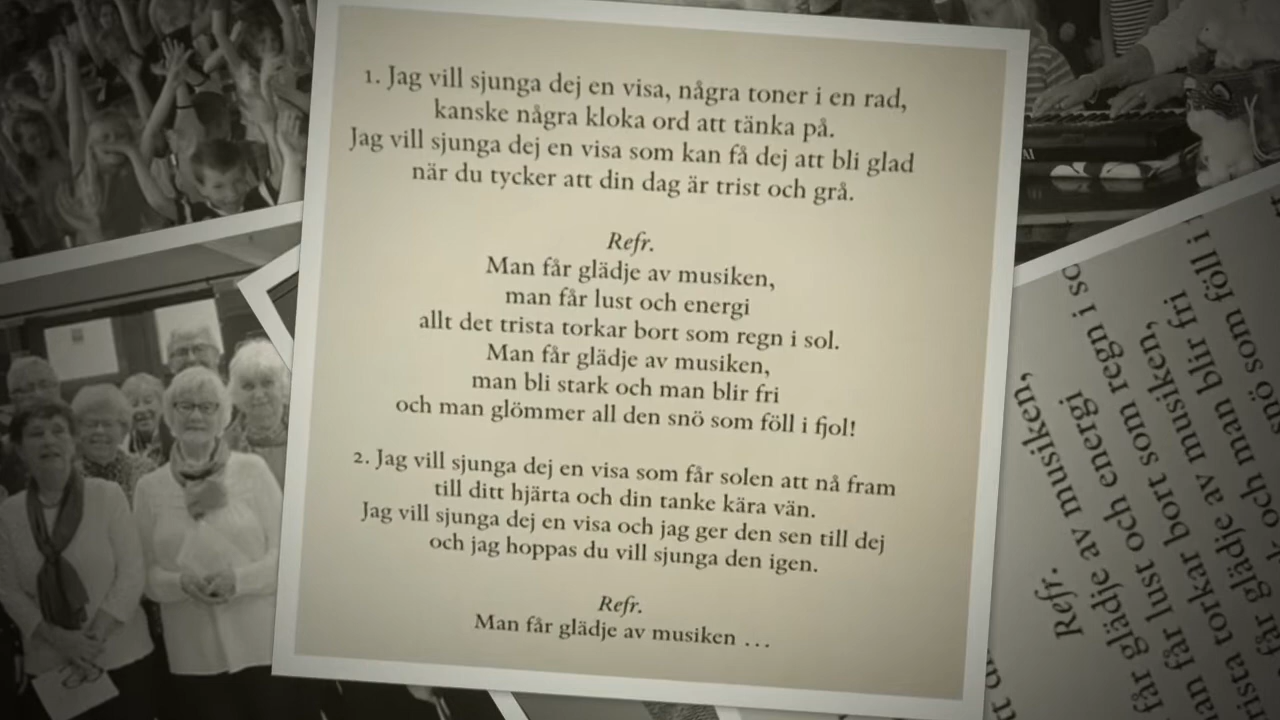 1. Jag vill sjunga dej en visa, några toner i en rad,
kanske några kloka ord att tänka på.
Jag vill sjunga dej en visa som kan få dej att bli glad
när du tycker att din dag är trist och grå.
Refr.
Man får glädje av musiken,
man får lust och energi
allt det trista torkar bort som regn i sol.
Man får glädje av musiken,
man bli stark och man blir fri
och man glömmer all den snö som föll i fjol!
2. Jag vill sjunga dej en visa som får solen att nå fram
till ditt hjärta och din tanke kära vän.
Jag vill sjunga dej en visa och jag ger den sen till dej
och jag hoppas du vill sjunga den igen.
Refr.
Man får glädje av musiken ...
Refr.
får glädje av musiken,
får lust och energi
trista torkar bort som regn i
får glädje av musiken,
och man blir fri
snö som föll i